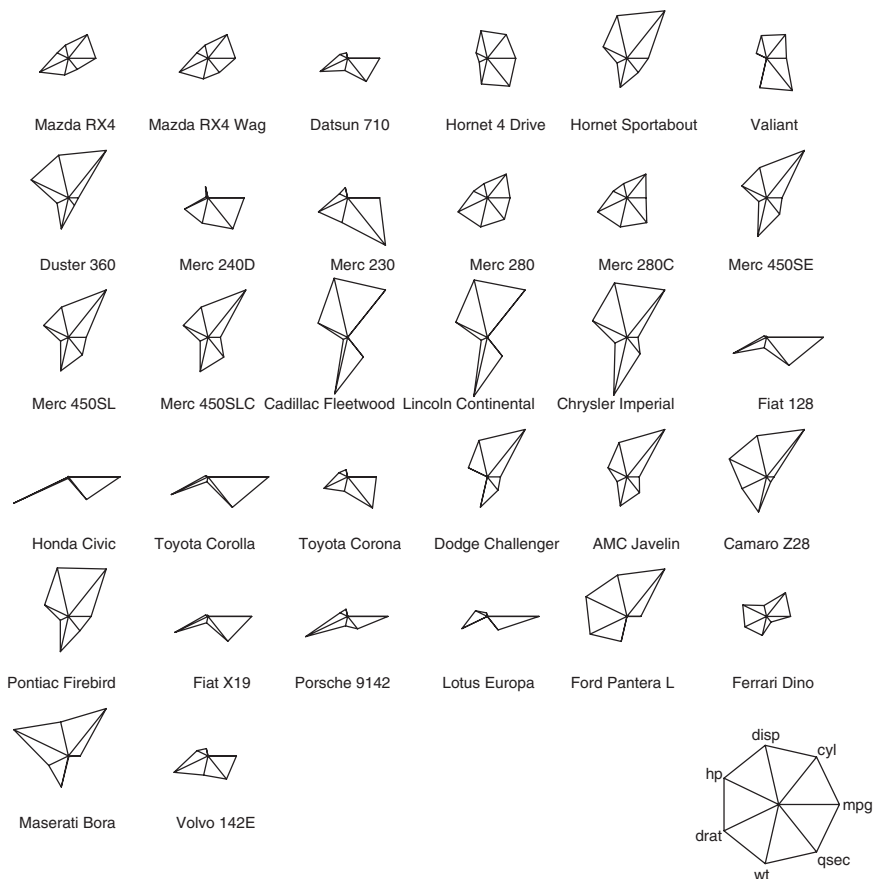 Mazda RX4 Mazda RX4 Wag Datsun 710 Hornet 4 Drive Hornet Sportabout Valiant
Duster 360 Merc 240D Merc 230 Merc 280 Merc 280C Merc 450SE
Merc 450SL Merc 450SLC Cadillac Fleetwood Lincoln Continental Chrysler Imperial Fiat 128
Honda Civic Toyota Corolla Toyota Corona Dodge Challenger AMC Javelin Camaro Z28
Pontiac Firebird Fiat X19 Porsche 9142 Lotus Europa Ford Pantera L Ferrari Dino
Maserati Bora Volvo 142E
disp
cyl
hp
mpg
drat
qsec
wt